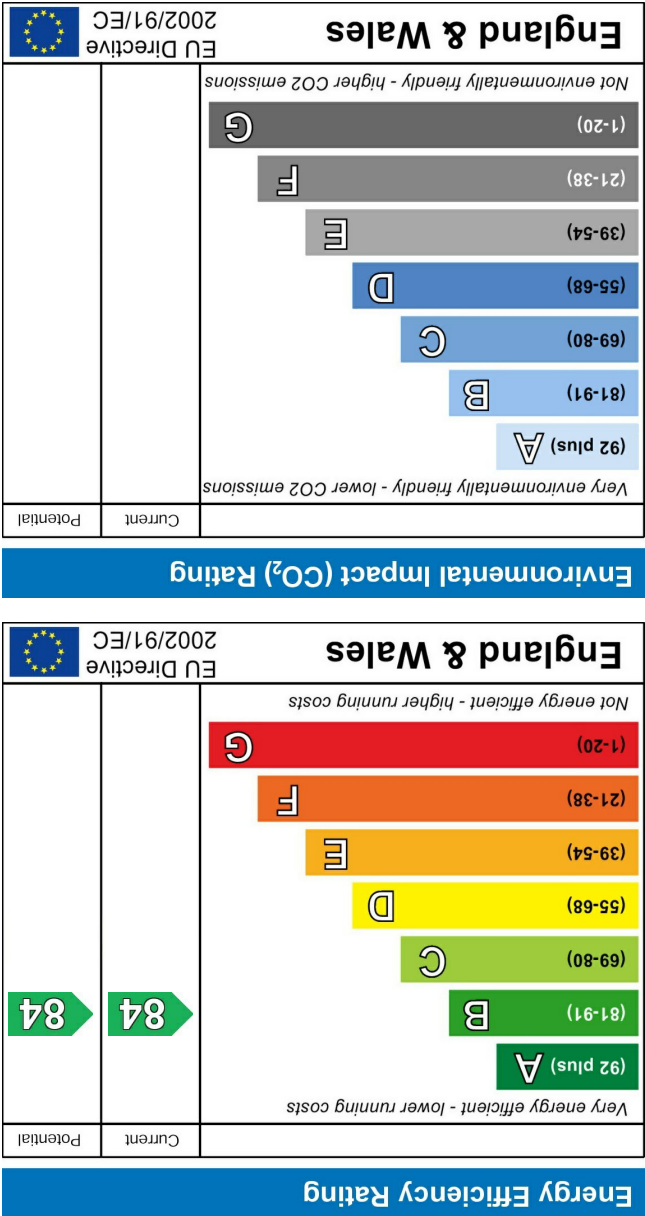 Energy Efficiency Rating
Current Potential
Very energy efficient - lower running costs
(92 plus) A
(81-91) B 84 84
(69-80) C
(55-68) D
(39-54) E
(21-38) F
(1-20) G
Not energy efficient - higher running costs
England & Wales
EU Directive
2002/91/EC
Environmental Impact (CO₂) Rating
Current Potential
Very environmentally friendly - lower CO2 emissions
(92 plus) A
(81-91) B
(69-80) C
(55-68) D
(39-54) E
(21-38) F
(1-20) G
Not environmentally friendly - higher CO2 emissions
England & Wales
EU Directive
2002/91/EC